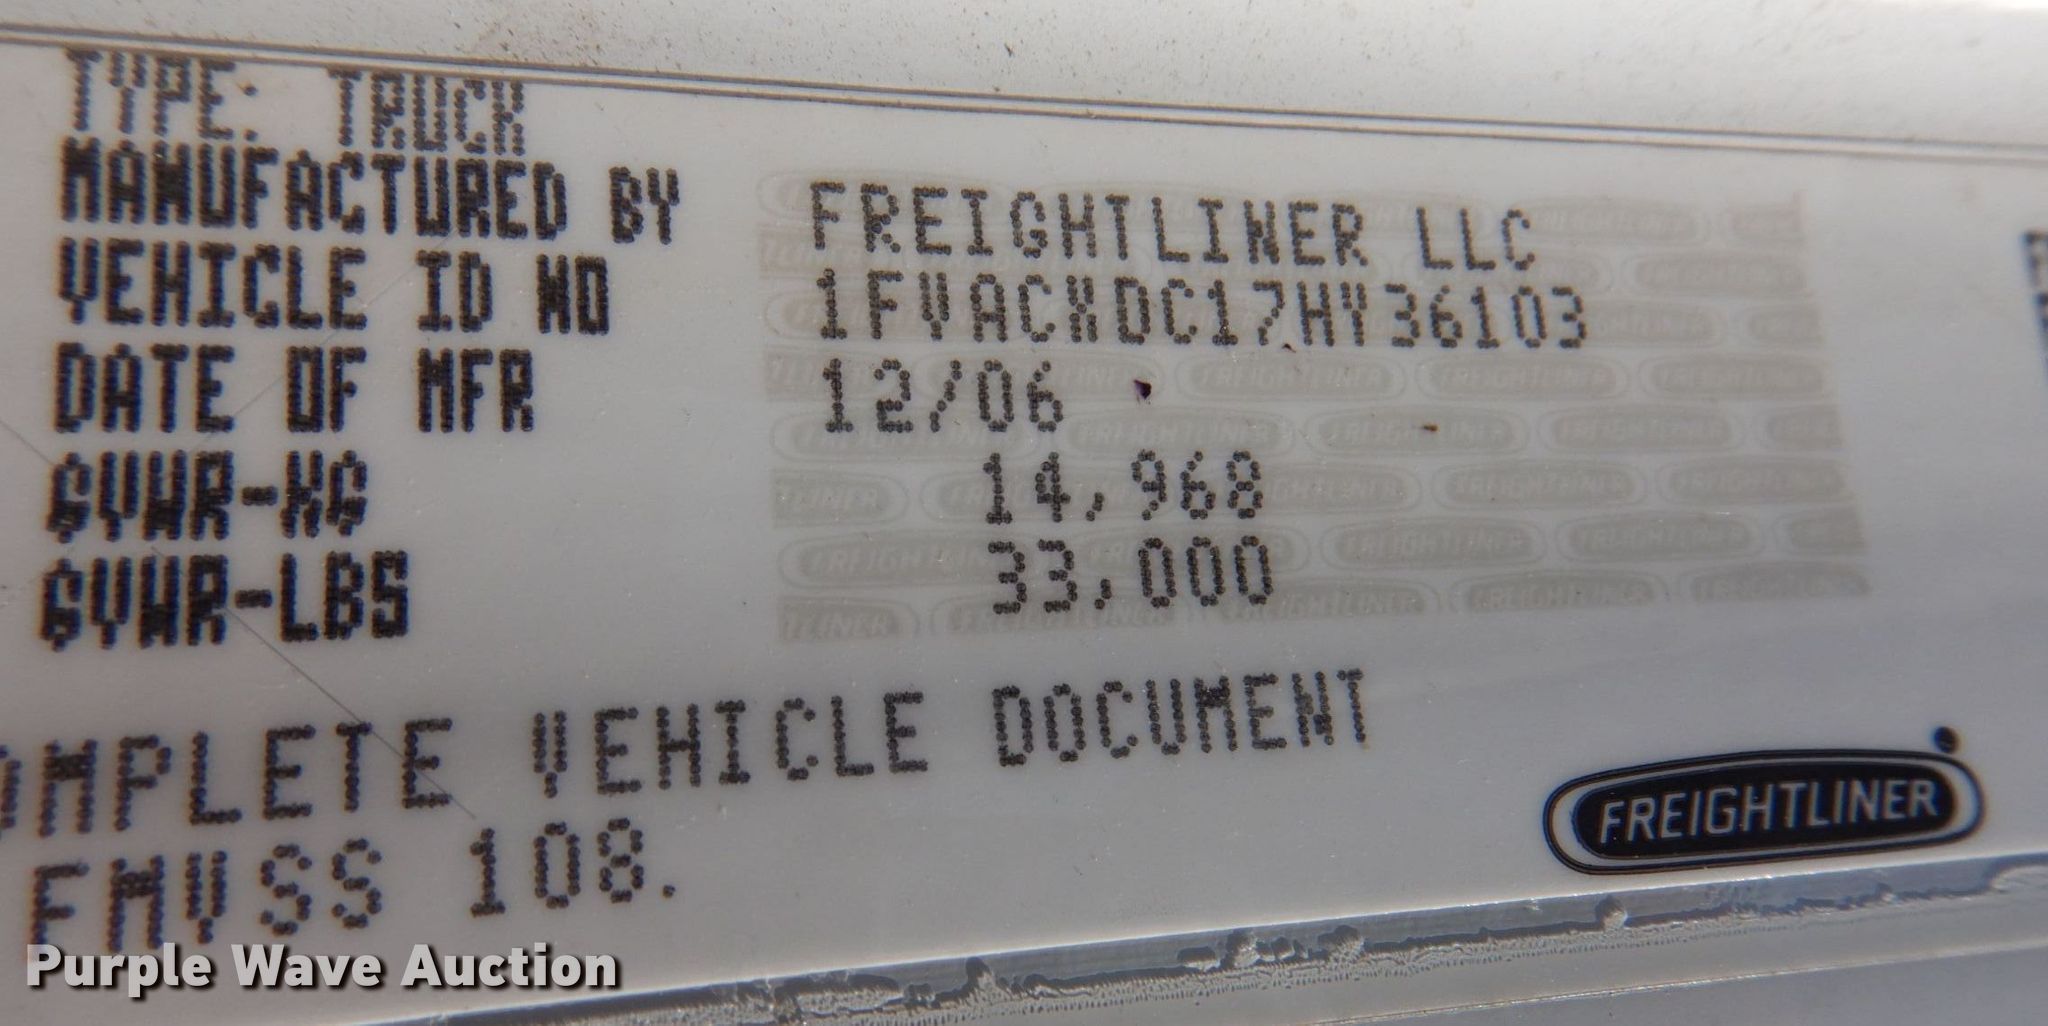 TYPE: TRUCK
MANUFACTURED BY FREIGHTLINER LLC
VEHICLE ID NO 1FVACXDC17HY36103
DATE OF MFR 12/06
GVWR-KG 14,968
GVWR-LBS 33,000
OMPLETE VEHICLE DOCUMENT
FMVSS 108.
FREIGHTLINER
Purple Wave Auction